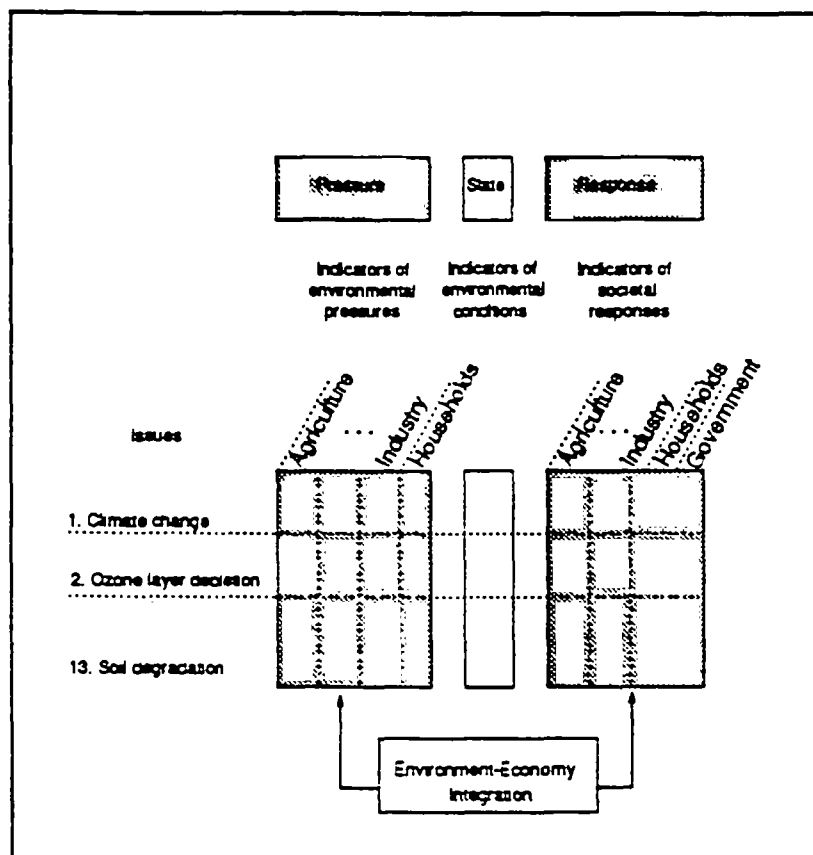 Pressure State Response
Indicators of environmental pressures
Indicators of environmental conditions
Indicators of societal responses
Issues
Agriculture
...
Industry
Households
Agriculture
...
Industry
Households
Government
1. Climate change
2. Ozone layer depletion
13. Soil degradation
Environment-Economy
Integration